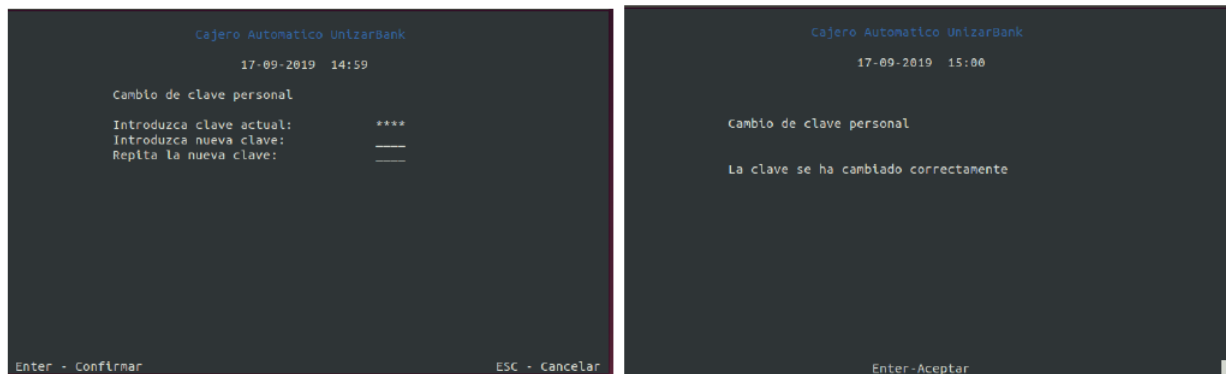 Cajero Automatico UnizarBank
17-09-2019 14:59
Cambio de clave personal
Introduzca clave actual: ****
Introduzca nueva clave: ____
Repita la nueva clave: ____
Enter - Confirmar ESC - Cancelar
Cajero Automatico UnizarBank
17-09-2019 15:00
Cambio de clave personal
La clave se ha cambiado correctamente
Enter-Aceptar